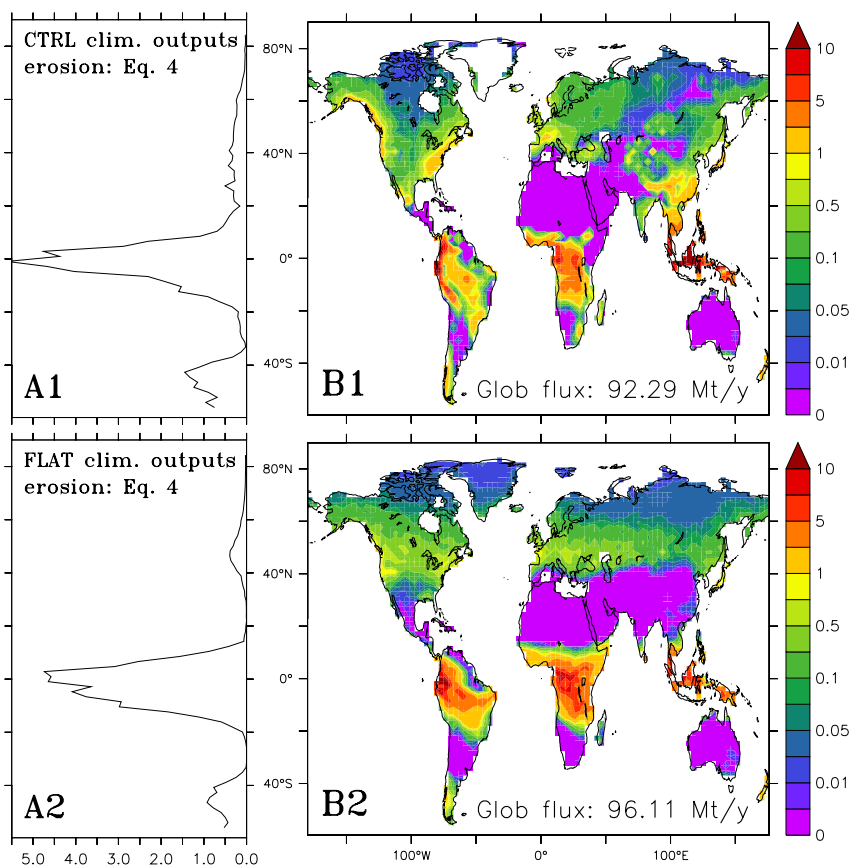 CTRL clim. outputs
erosion: Eq. 4
A1
80°N
40°N
0°
40°S
B1
Glob flux: 92.29 Mt/y
10
5
1
0.5
0.1
0.05
0.01
0
FLAT clim. outputs
erosion: Eq. 4
A2
5.0 4.0 3.0 2.0 1.0 0.0
80°N
40°N
0°
40°S
B2
Glob flux: 96.11 Mt/y
100°W 0° 100°E
10
5
1
0.5
0.1
0.05
0.01
0